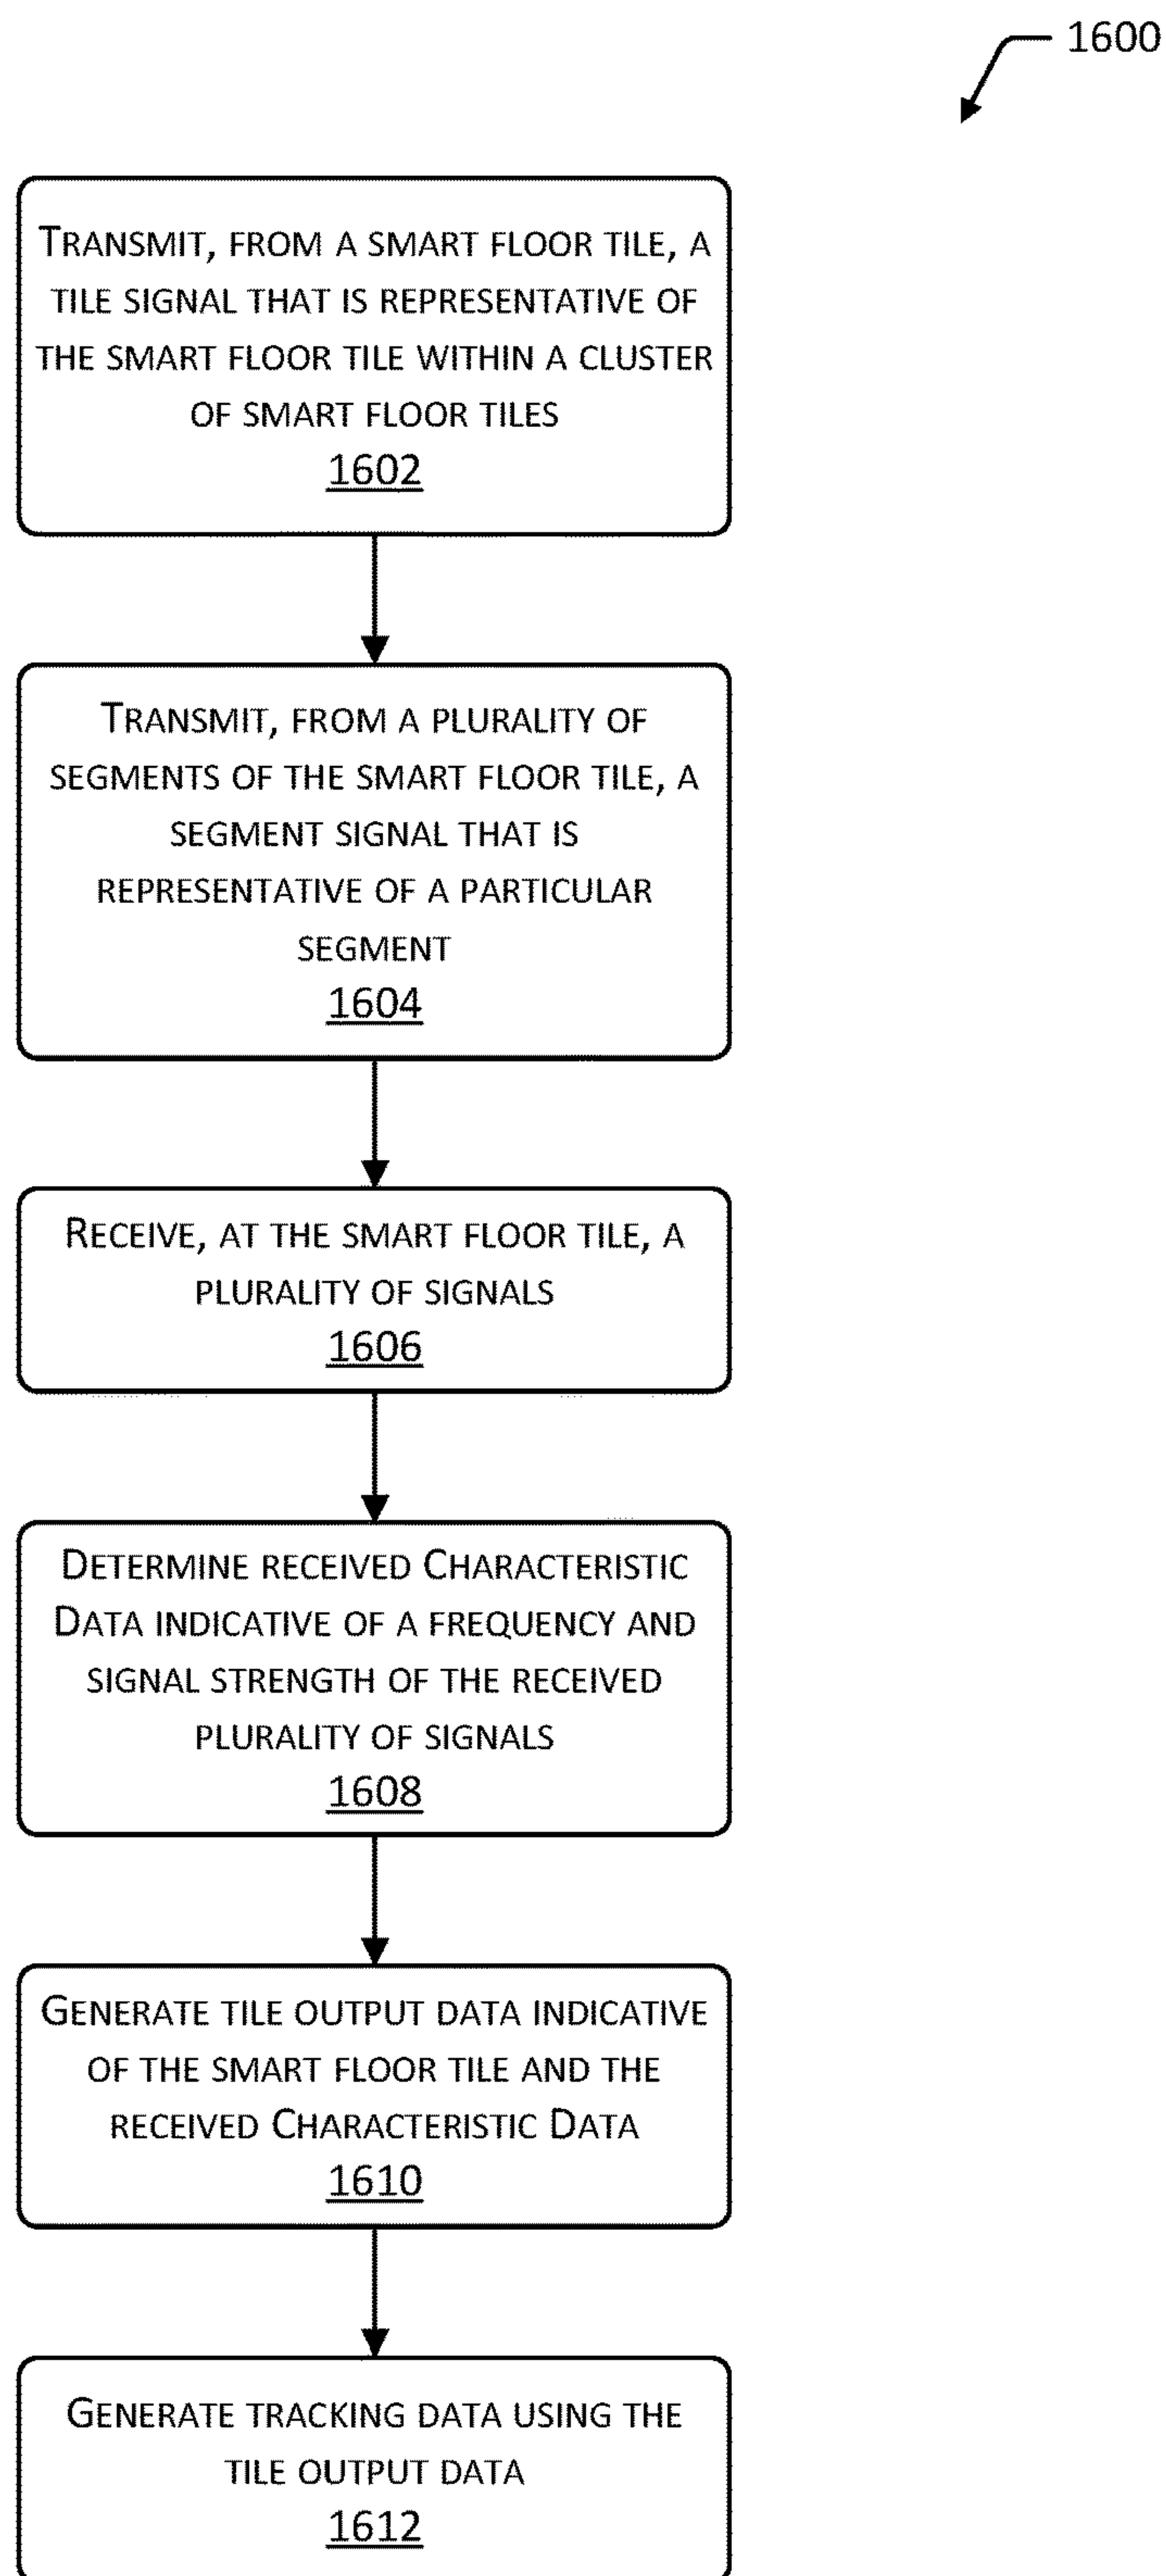 1600
TRANSMIT, FROM A SMART FLOOR TILE, A
TILE SIGNAL THAT IS REPRESENTATIVE OF
THE SMART FLOOR TILE WITHIN A CLUSTER
OF SMART FLOOR TILES
1602
TRANSMIT, FROM A PLURALITY OF
SEGMENTS OF THE SMART FLOOR TILE, A
SEGMENT SIGNAL THAT IS
REPRESENTATIVE OF A PARTICULAR
SEGMENT
1604
RECEIVE, AT THE SMART FLOOR TILE, A
PLURALITY OF SIGNALS
1606
DETERMINE RECEIVED CHARACTERISTIC
DATA INDICATIVE OF A FREQUENCY AND
SIGNAL STRENGTH OF THE RECEIVED
PLURALITY OF SIGNALS
1608
GENERATE TILE OUTPUT DATA INDICATIVE
OF THE SMART FLOOR TILE AND THE
RECEIVED CHARACTERISTIC DATA
1610
GENERATE TRACKING DATA USING THE
TILE OUTPUT DATA
1612